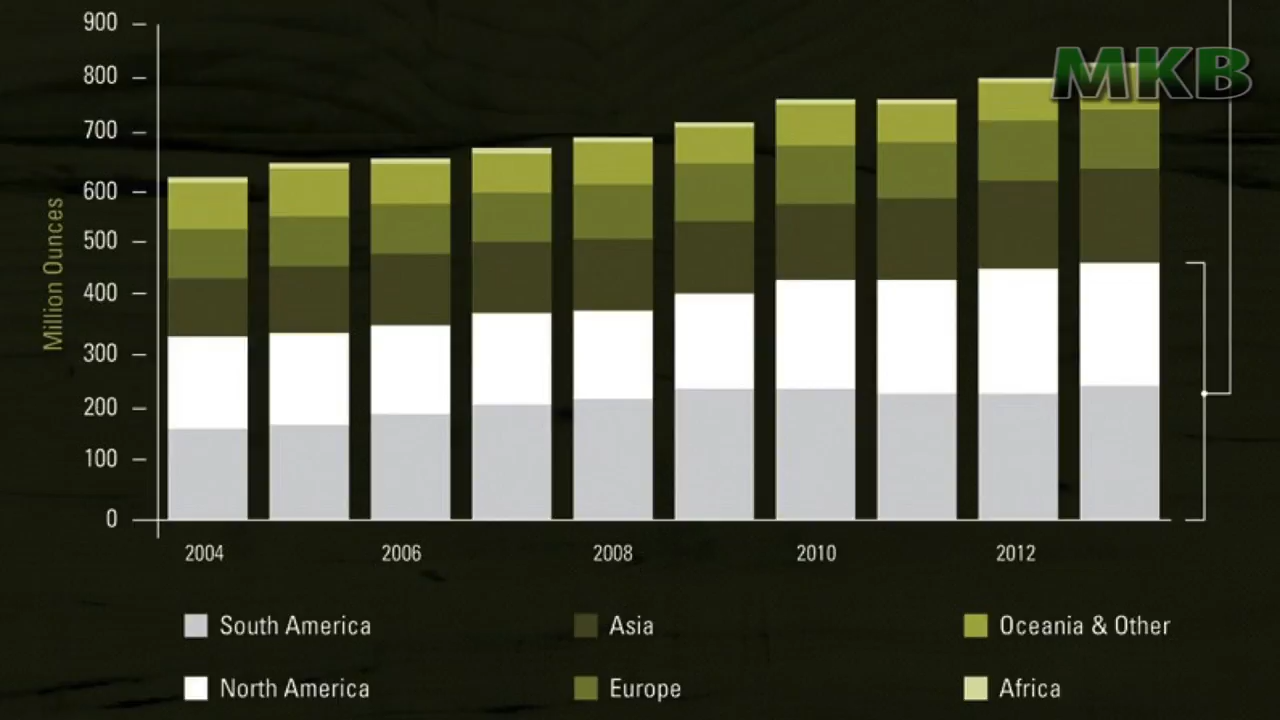 900
MKB
800
700
600
500
400
300
200
100
0
Million Ounces
2004 2006 2008 2010 2012
South America Asia Oceania & Other
North America Europe Africa